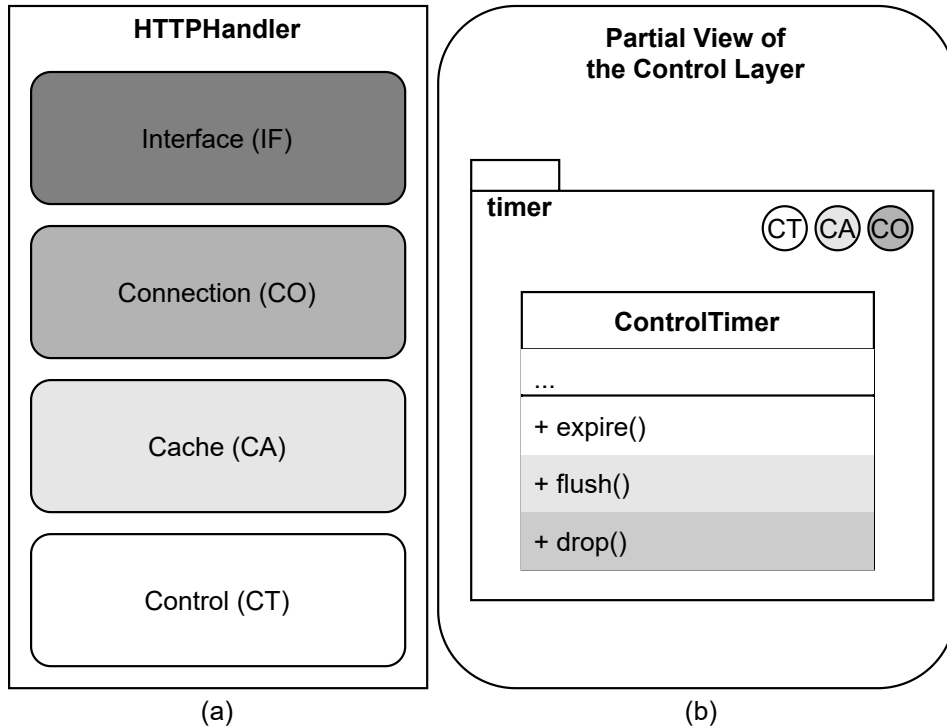 HTTPHandler
Interface (IF)
Connection (CO)
Cache (CA)
Control (CT)
(a)
Partial View of
the Control Layer
timer
CT CA CO
ControlTimer
...
+ expire()
+ flush()
+ drop()
(b)